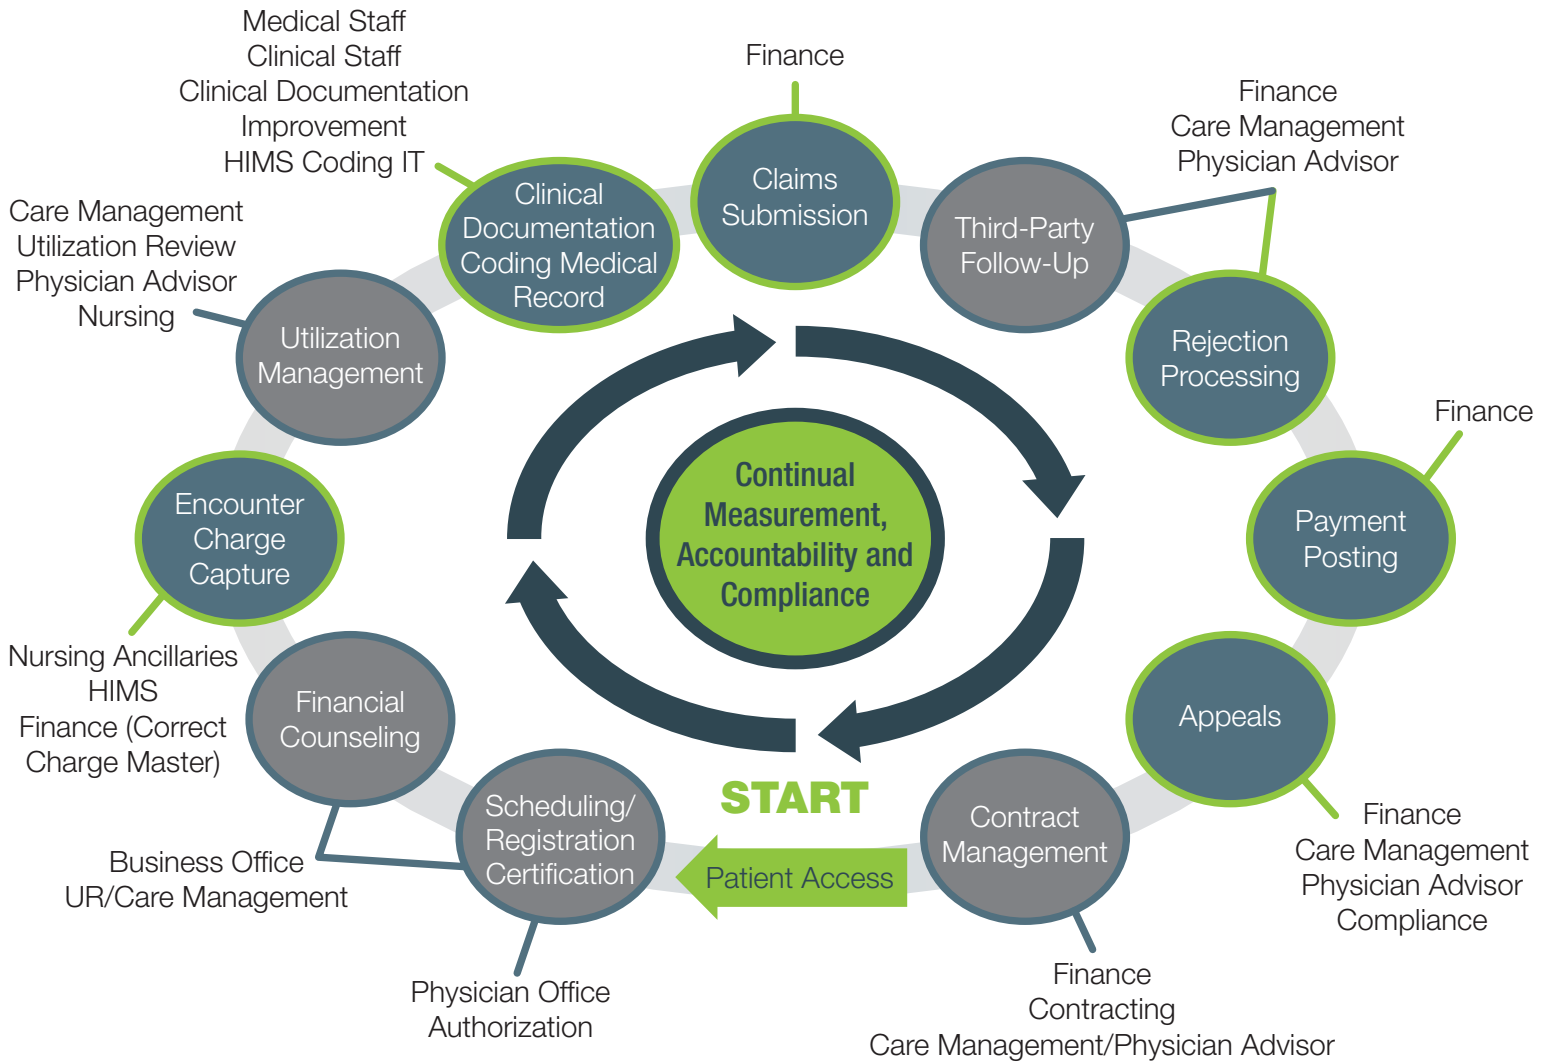 Medical Staff
Clinical Staff
Clinical Documentation
Improvement
HIMS Coding IT
Finance
Finance
Care Management
Physician Advisor
Care Management
Utilization Review
Physician Advisor
Nursing
Clinical
Documentation
Coding Medical
Record
Claims
Submission
Third-Party
Follow-Up
Utilization
Management
Rejection
Processing
Finance
Encounter
Charge
Capture
Continual
Measurement,
Accountability and
Compliance
Payment
Posting
Nursing Ancillaries
HIMS
Finance (Correct
Charge Master)
Financial
Counseling
Appeals
START
Patient Access
Scheduling/
Registration
Certification
Contract
Management
Business Office
UR/Care Management
Finance
Care Management
Physician Advisor
Compliance
Physician Office
Authorization
Finance
Contracting
Care Management/Physician Advisor